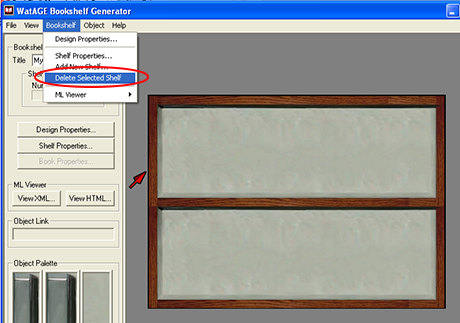 WatAGE Bookshelf Generator
File View Bookshelf Object Help
Design Properties...
Shelf Properties...
Add New Shelf...
Delete Selected Shelf
ML Viewer
Bookshel
Title My
Shelf
Nu
Design Properties...
Shelf Properties...
Book Properties...
ML Viewer
View XML...
View HTML...
Object Link
Object Palette